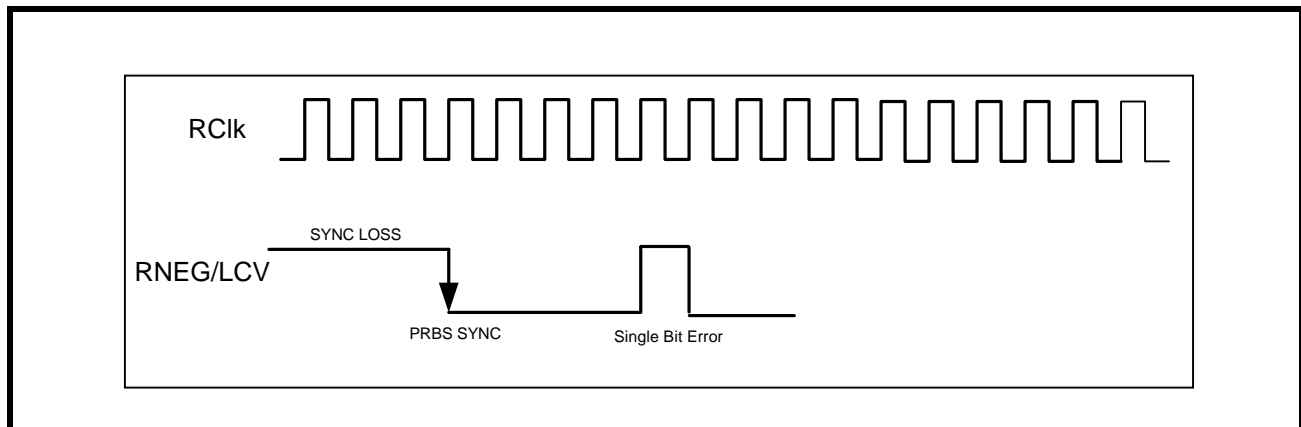 RClk
SYNC LOSS
RNEG/LCV
PRBS SYNC
Single Bit Error